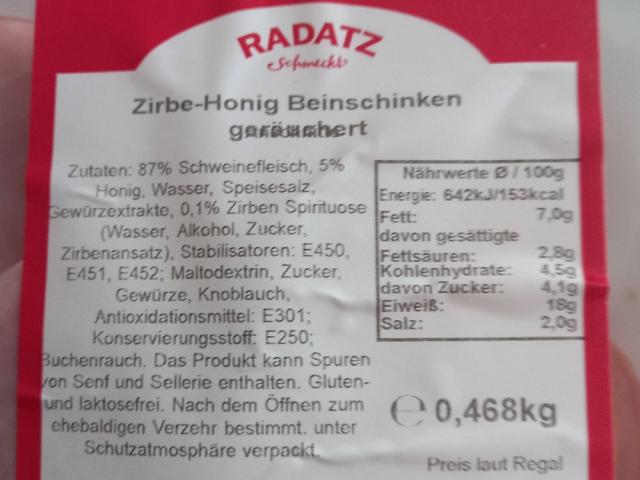 RADATZ
Schmeckt
Zirbe-Honig Beinschinken
geräuchert
Zutaten: 87% Schweinefleisch, 5%
Honig, Wasser, Speisesalz,
Gewürzextrakte, 0,1% Zirben Spirituose
(Wasser, Alkohol, Zucker,
Zirbenansatz), Stabilisatoren: E450,
E451, E452; Maltodextrin, Zucker,
Gewürze, Knoblauch,
Antioxidationsmittel: E301;
Konservierungsstoff: E250;
Buchenrauch. Das Produkt kann Spuren
von Senf und Sellerie enthalten. Gluten-
und laktosefrei. Nach dem Öffnen zum
ehebaldigen Verzehr bestimmt. unter
Schutzatmosphäre verpackt.
Nährwerte Ø / 100g
Energie: 642kJ/153kcal
Fett: 7,0g
davon gesättigte
Fettsäuren: 2,8g
Kohlenhydrate: 4,5g
davon Zucker: 4,1g
Eiweiß: 18g
Salz: 2,0g
℮ 0,468kg
Preis laut Regal